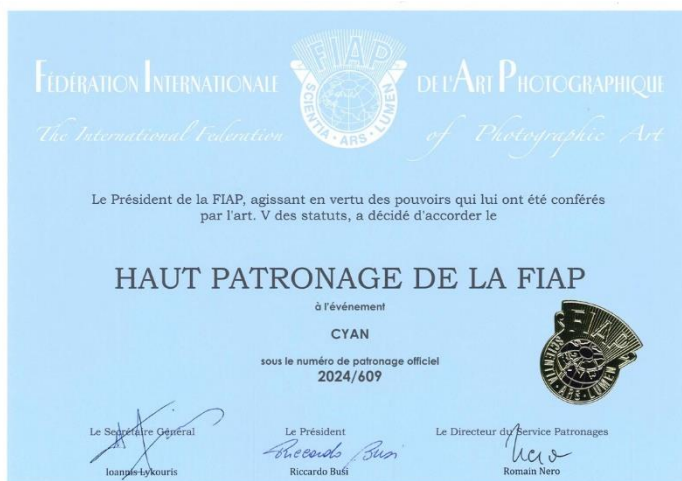 FÉDÉRATION INTERNATIONALE DE L'ART PHOTOGRAPHIQUE
FIAP
SCIENTIA · ARS · LUMEN
The International Federation of Photographic Art
Le Président de la FIAP, agissant en vertu des pouvoirs qui lui ont été conférés
par l'art. V des statuts, a décidé d'accorder le
HAUT PATRONAGE DE LA FIAP
à l'événement
CYAN
sous le numéro de patronage officiel
2024/609
FIAP
SCIENTIA · ARS · LUMEN
Le Secrétaire Général Le Président Le Directeur du Service Patronages
Riccardo Busi Nero
Ioannis Lykouris Riccardo Busi Romain Nero